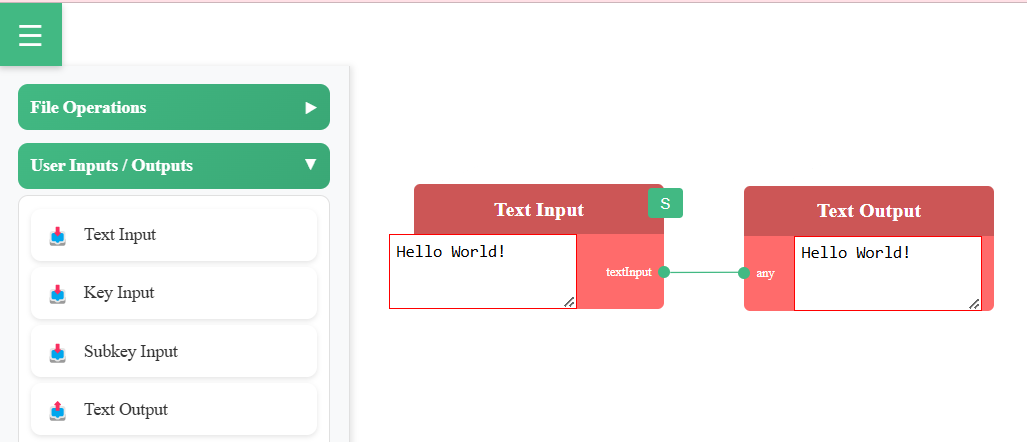 File Operations
User Inputs / Outputs
Text Input
Key Input
Subkey Input
Text Output
Text Input
S
Hello World!
textInput
Text Output
any
Hello World!